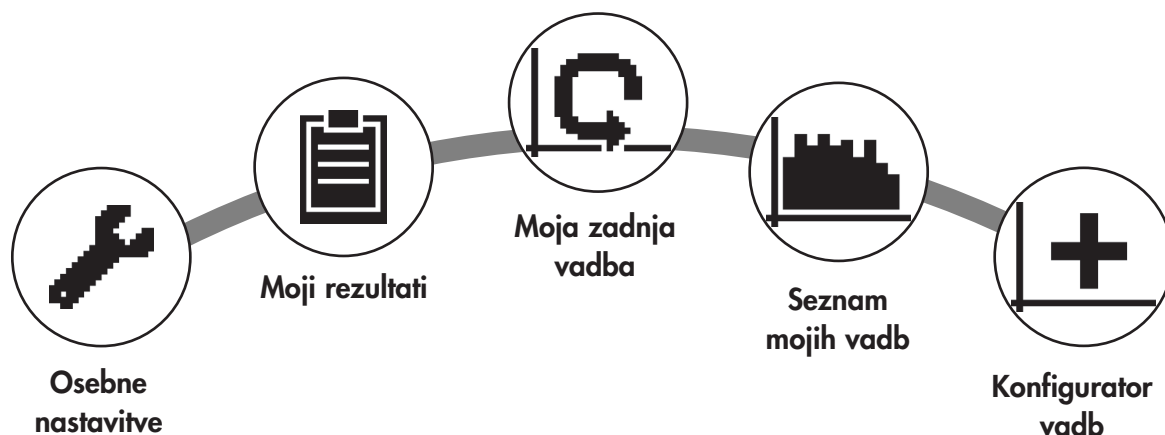 Osebne
nastavitve
Moji rezultati
Moja zadnja
vadba
Seznam
mojih vadb
Konfigurator
vadb